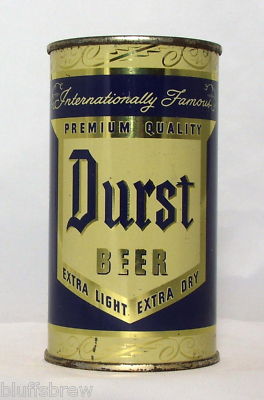 Internationally Famous
PREMIUM QUALITY
Durst
BEER
EXTRA LIGHT EXTRA DRY
bluffsbrew